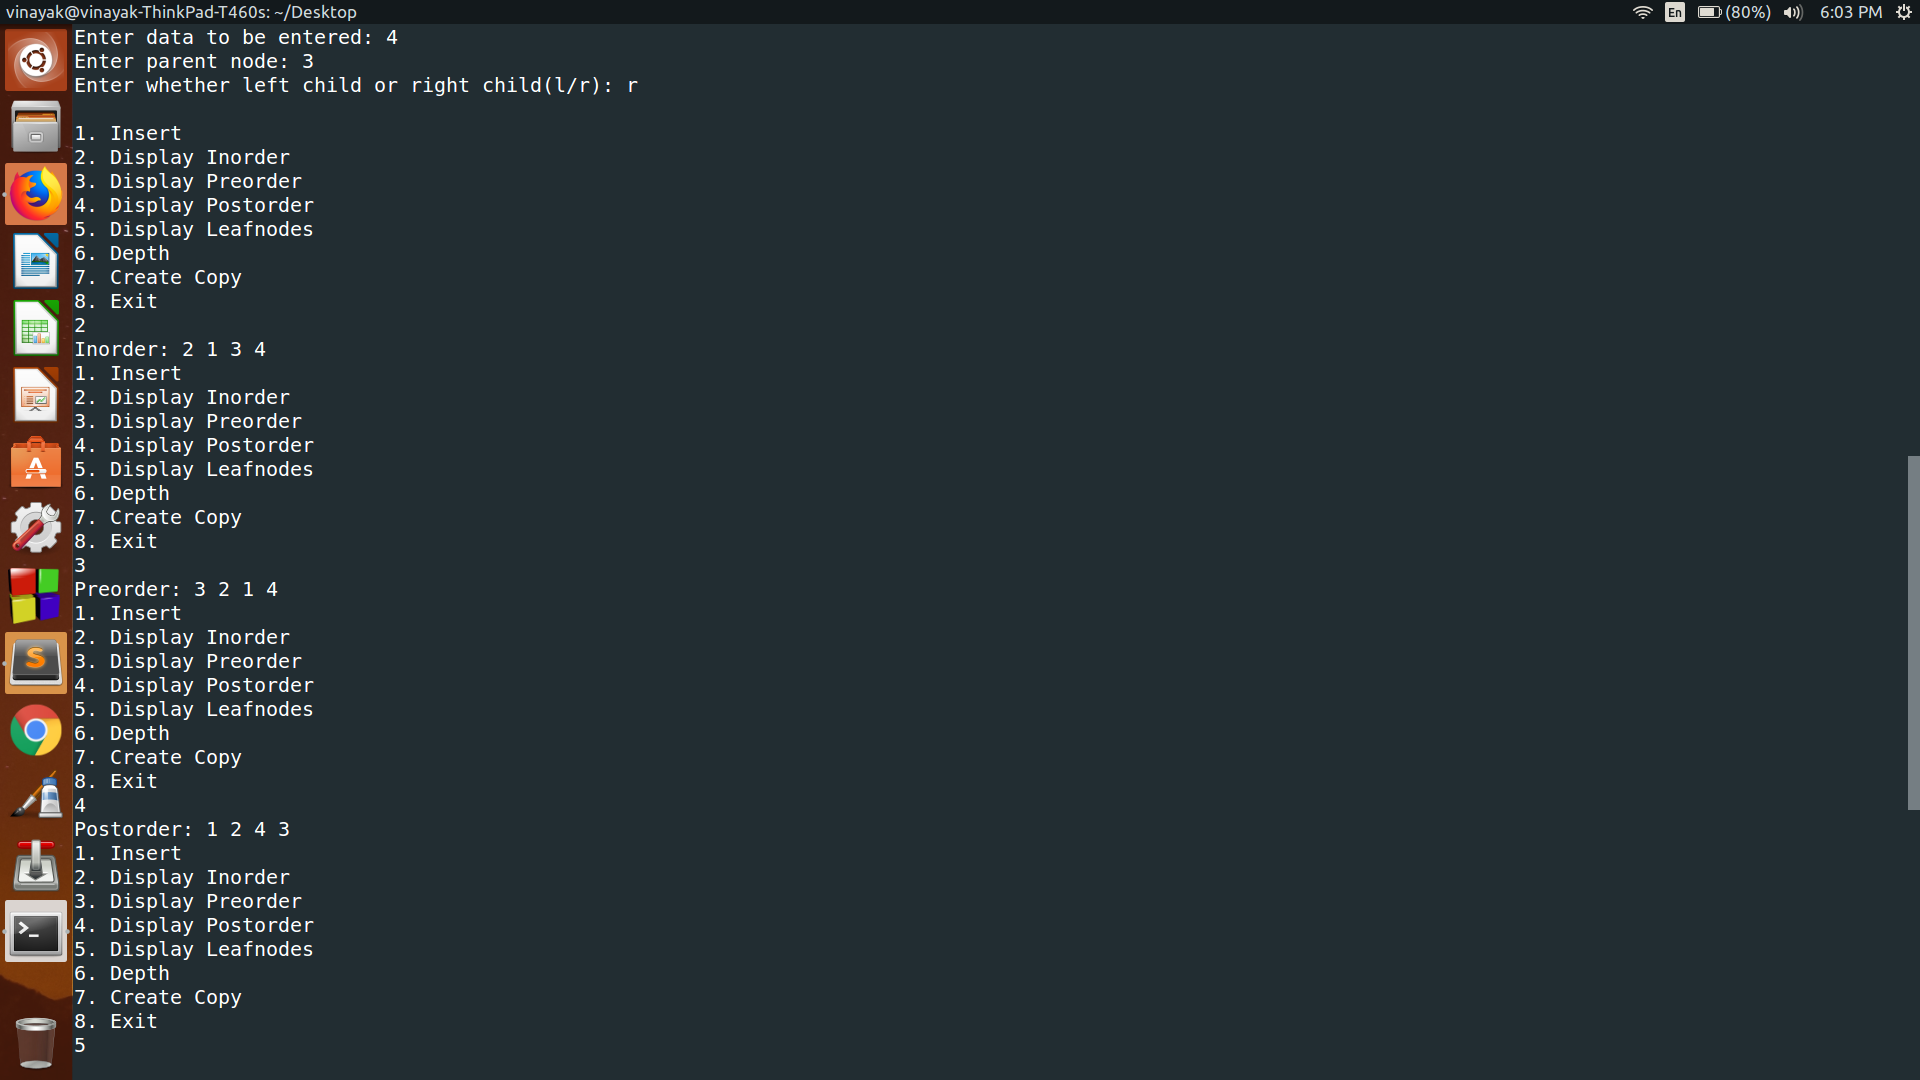 vinayak@vinayak-ThinkPad-T460s: ~/Desktop
En (80%) 6:03 PM
Enter data to be entered: 4
Enter parent node: 3
Enter whether left child or right child(l/r): r
1. Insert
2. Display Inorder
3. Display Preorder
4. Display Postorder
5. Display Leafnodes
6. Depth
7. Create Copy
8. Exit
2
Inorder: 2 1 3 4
1. Insert
2. Display Inorder
3. Display Preorder
4. Display Postorder
5. Display Leafnodes
6. Depth
7. Create Copy
8. Exit
3
Preorder: 3 2 1 4
1. Insert
2. Display Inorder
3. Display Preorder
4. Display Postorder
5. Display Leafnodes
6. Depth
7. Create Copy
8. Exit
4
Postorder: 1 2 4 3
1. Insert
2. Display Inorder
3. Display Preorder
4. Display Postorder
5. Display Leafnodes
6. Depth
7. Create Copy
8. Exit
5